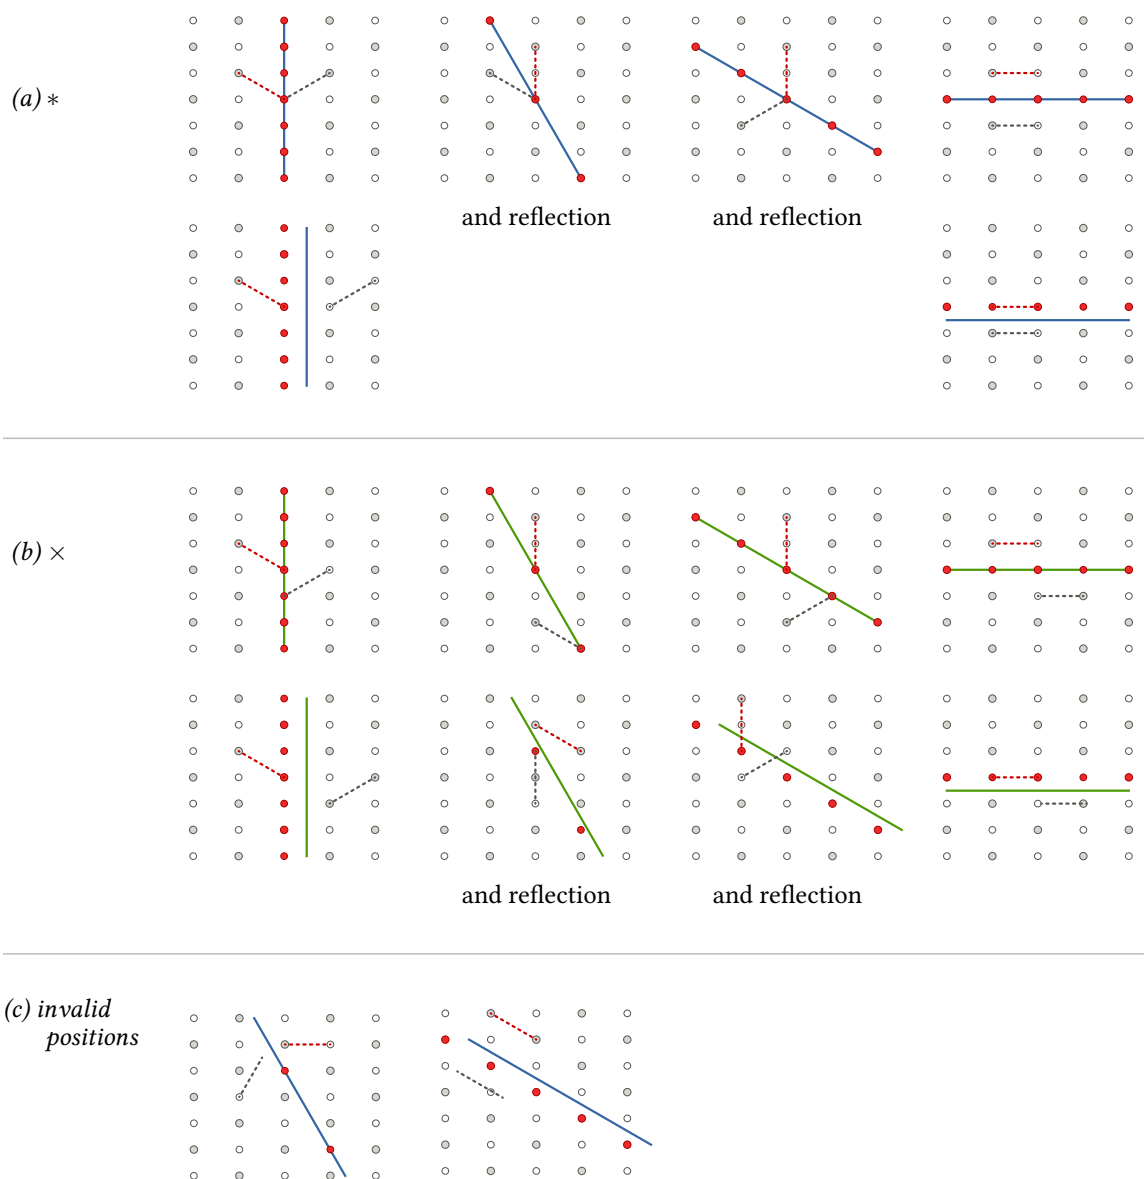 (a) *
and reflection
and reflection
(b) ×
and reflection
and reflection
(c) invalid
positions